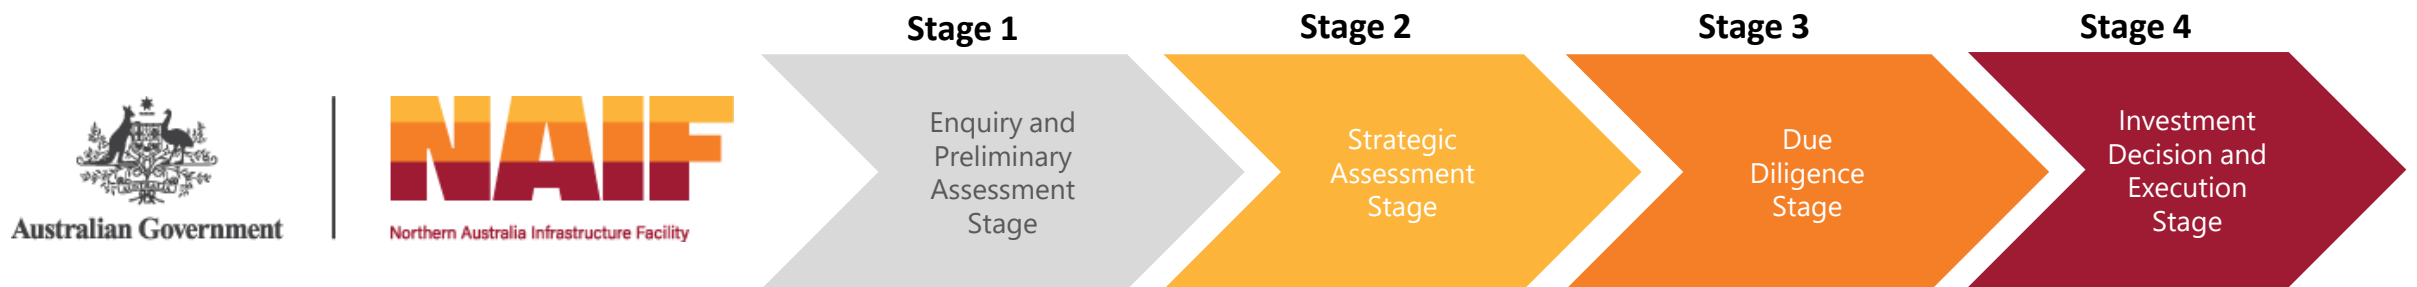 Australian Government
NAIF
Northern Australia Infrastructure Facility
Stage 1
Enquiry and
Preliminary
Assessment
Stage
Stage 2
Strategic
Assessment
Stage
Stage 3
Due
Diligence
Stage
Stage 4
Investment
Decision and
Execution
Stage